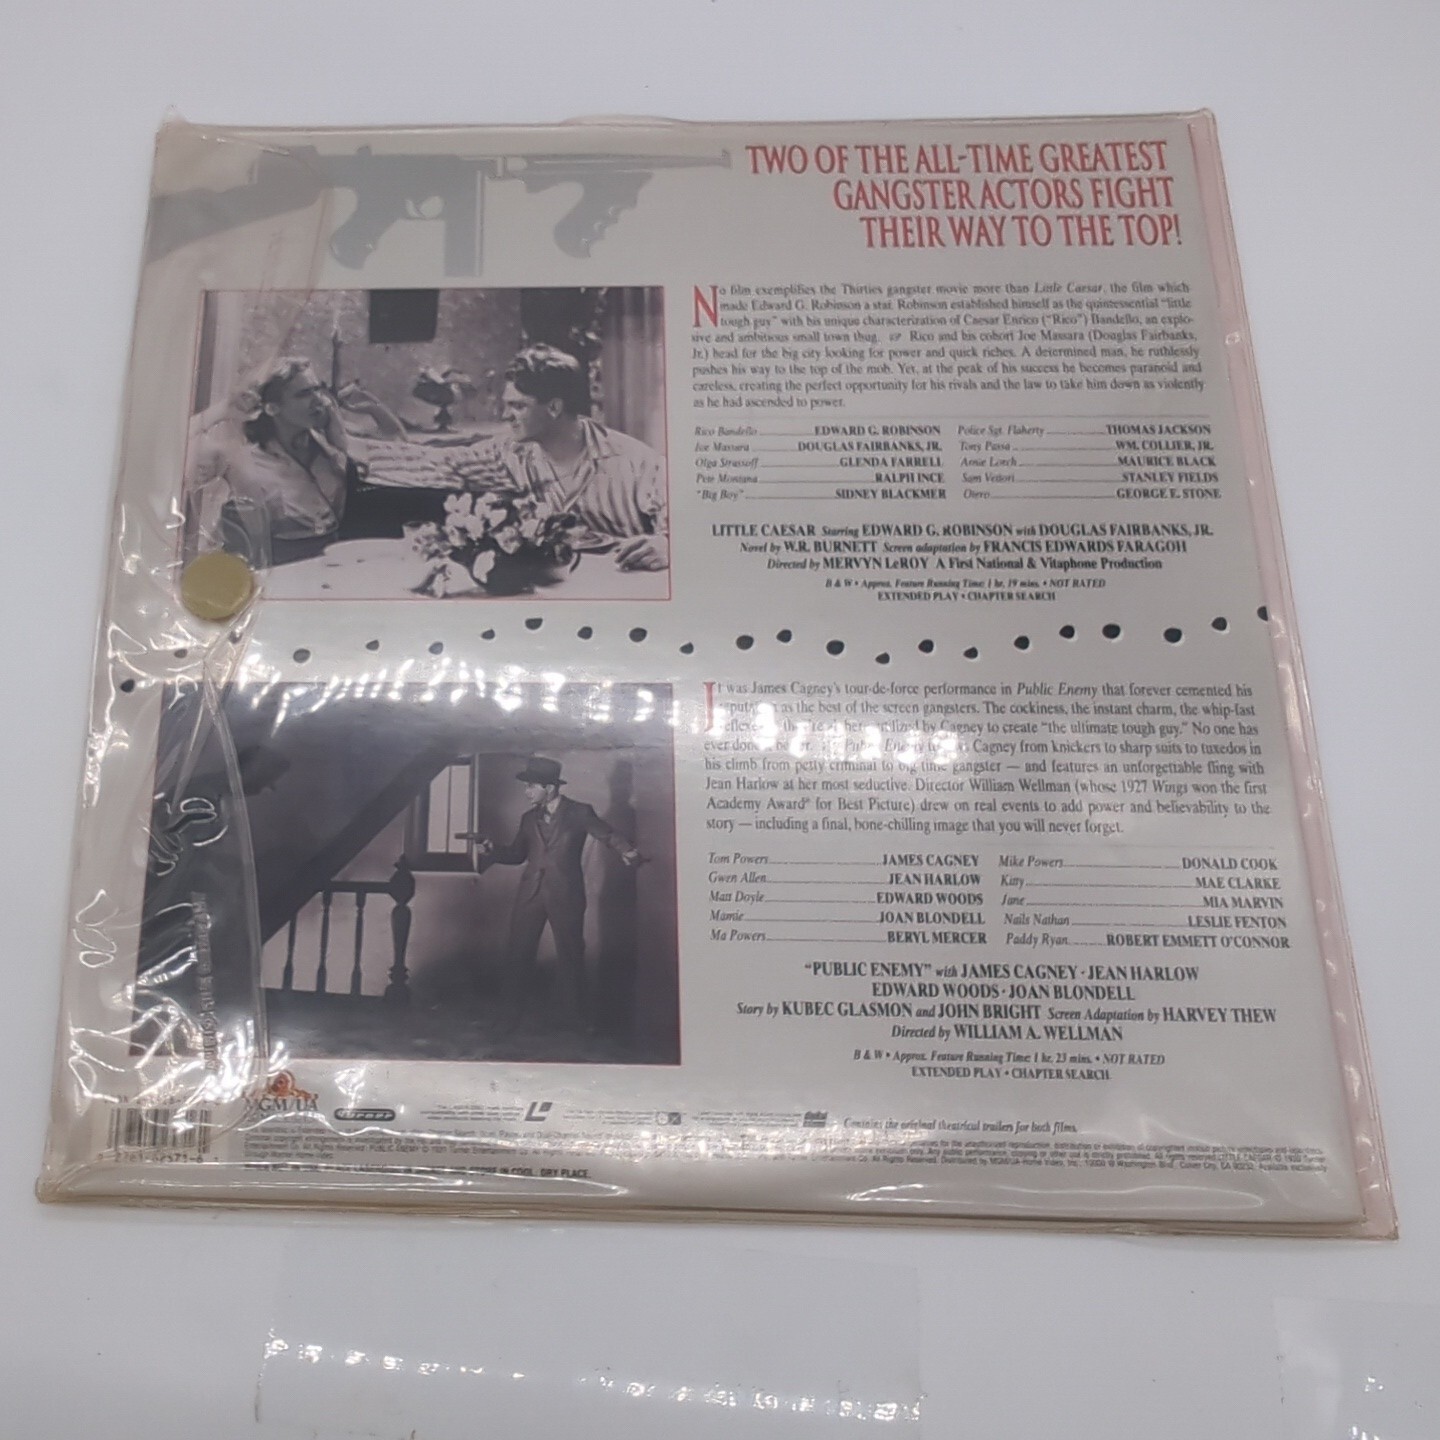 TWO OF THE ALL-TIME GREATEST
GANGSTER ACTORS FIGHT
THEIR WAY TO THE TOP!
No film exemplifies the Thirties gangster movie more than Little Caesar, the film which
made Edward G. Robinson a star. Robinson established himself as the quintessential "little
tough guy" with his unique characterization of Caesar Enrico ("Rico") Bandello, an explo-
sive and ambitious small town thug. Rico and his cohort Joe Massara (Douglas Fairbanks,
Jr.) head for the big city looking for power and quick riches. A determined man, he ruthlessly
pushes his way to the top of the mob. Yet, at the peak of his success he becomes paranoid and
careless, creating the perfect opportunity for his rivals and the law to take him down as violently
as he had ascended to power.
Rico Bandello EDWARD G. ROBINSON Police Sgt. Flaherty THOMAS JACKSON
Joe Massara DOUGLAS FAIRBANKS, JR. Tony Passa WM. COLLIER, JR.
Olga Strassoff GLENDA FARRELL Arnie Lorch MAURICE BLACK
Pete Montana RALPH INCE Sam Vettori STANLEY FIELDS
"Big Boy" SIDNEY BLACKMER Otero GEORGE E. STONE
LITTLE CAESAR Starring EDWARD G. ROBINSON with DOUGLAS FAIRBANKS, JR.
Novel by W.R. BURNETT Screen adaptation by FRANCIS EDWARDS FARAGOH
Directed by MERVYN LeROY A First National & Vitaphone Production
B & W • Approx. Feature Running Time: 1 hr. 19 mins. • NOT RATED
EXTENDED PLAY • CHAPTER SEARCH
It was James Cagney's tour-de-force performance in Public Enemy that forever cemented his
as the best of the screen gangsters. The cockiness, the instant charm, the whip-fast
by Cagney to create "the ultimate tough guy." No one has
ever done Cagney from knickers to sharp suits to tuxedos in
his climb from petty criminal to big time gangster — and features an unforgettable fling with
Jean Harlow at her most seductive. Director William Wellman (whose 1927 Wings won the first
Academy Award® for Best Picture) drew on real events to add power and believability to the
story — including a final, bone-chilling image that you will never forget.
Tom Powers JAMES CAGNEY Mike Powers DONALD COOK
Gwen Allen JEAN HARLOW Kitty MAE CLARKE
Matt Doyle EDWARD WOODS Jane MIA MARVIN
Mamie JOAN BLONDELL Nails Nathan LESLIE FENTON
Ma Powers BERYL MERCER Paddy Ryan ROBERT EMMETT O'CONNOR
"PUBLIC ENEMY" with JAMES CAGNEY • JEAN HARLOW
EDWARD WOODS • JOAN BLONDELL
Story by KUBEC GLASMON and JOHN BRIGHT Screen Adaptation by HARVEY THEW
Directed by WILLIAM A. WELLMAN
B & W • Approx. Feature Running Time: 1 hr. 23 mins. • NOT RATED
EXTENDED PLAY • CHAPTER SEARCH
MGM/UA
Turner
Contains the original theatrical trailers for both films.
STORE IN COOL, DRY PLACE